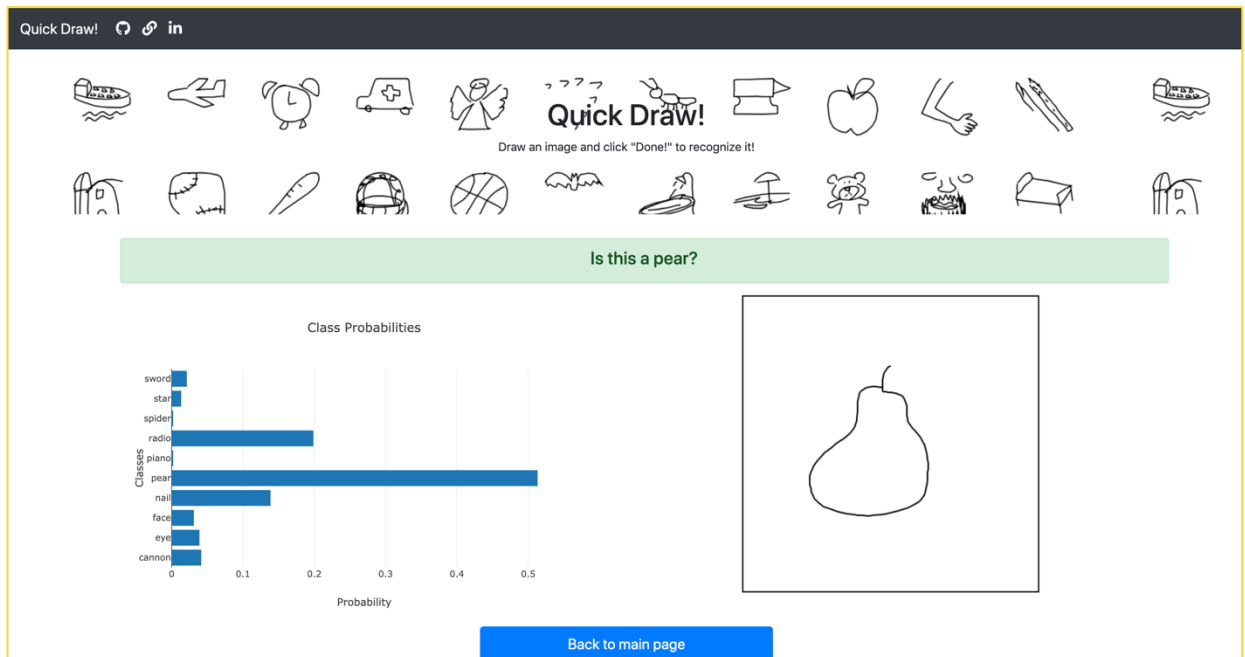 Quick Draw!
Quick Draw!
Draw an image and click "Done!" to recognize it!
Is this a pear?
Class Probabilities
Classes
sword
star
spider
radio
piano
pear
nail
face
eye
cannon
0 0.1 0.2 0.3 0.4 0.5
Probability
Back to main page